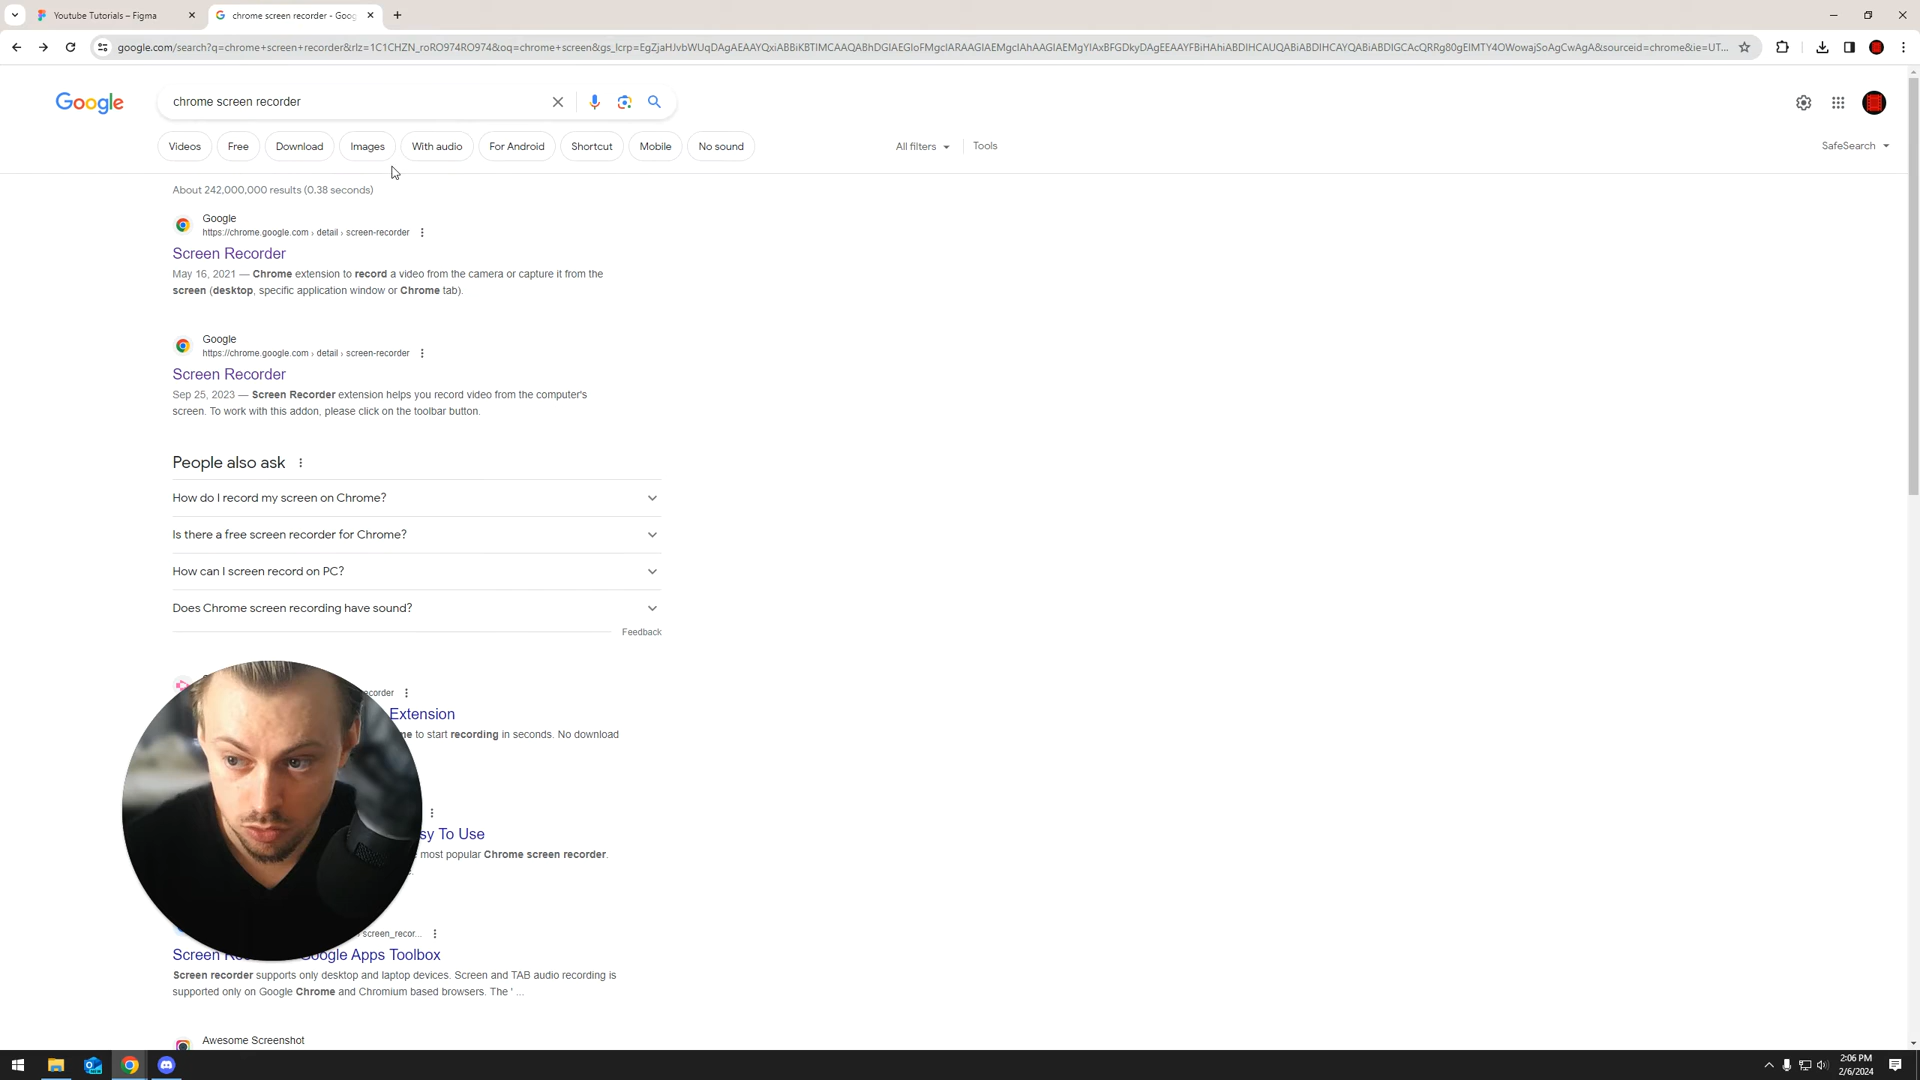 Youtube Tutorials – Figma
chrome screen recorder - Goo
google.com/search?q=chrome+screen+recorder&rlz=1C1CHZN_roRO974RO974&oq=chrome+screen&gs_lcrp=
Google
chrome screen recorder
Videos
Free
Download
Images
With audio
For Android
Shortcut
Mobile
No sound
All filters
Tools
SafeSearch
About 242,000,000 results (0.38 seconds)
Google
https://chrome.google.com › detail › screen-recorder
Screen Recorder
May 16, 2021 — Chrome extension to record a video from the camera or capture it from the
screen (desktop, specific application window or Chrome tab).
Google
https://chrome.google.com › detail › screen-recorder
Screen Recorder
Sep 25, 2023 — Screen Recorder extension helps you record video from the computer's
screen. To work with this addon, please click on the toolbar button.
People also ask
How do I record my screen on Chrome?
Is there a free screen recorder for Chrome?
How can I screen record on PC?
Does Chrome screen recording have sound?
Feedback
ecorder
Extension
me to start recording in seconds. No download
sy To Use
most popular Chrome screen recorder.
screen_recor...
Screen R
oogle Apps Toolbox
Screen recorder supports only desktop and laptop devices. Screen and TAB audio recording is
supported only on Google Chrome and Chromium based browsers. The ' ...
Awesome Screenshot
2:06 PM
2/6/2024